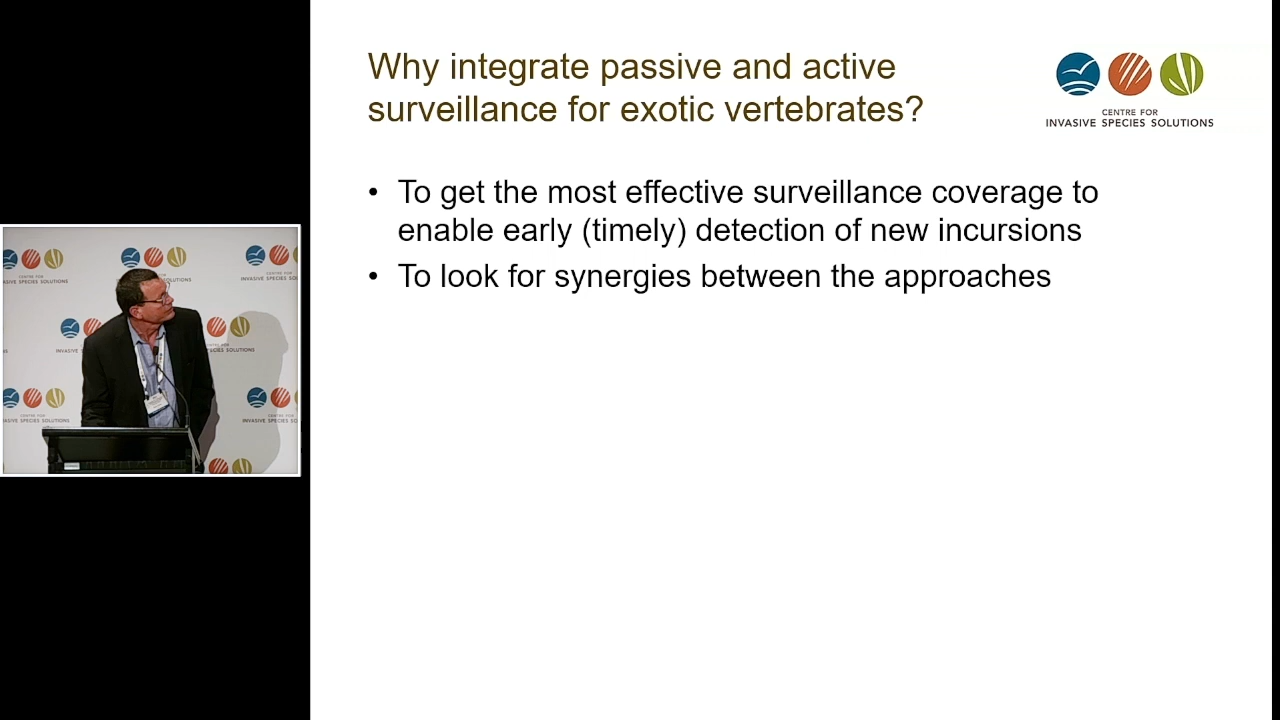 Why integrate passive and active
surveillance for exotic vertebrates?
CENTRE FOR
INVASIVE SPECIES SOLUTIONS
• To get the most effective surveillance coverage to
enable early (timely) detection of new incursions
• To look for synergies between the approaches